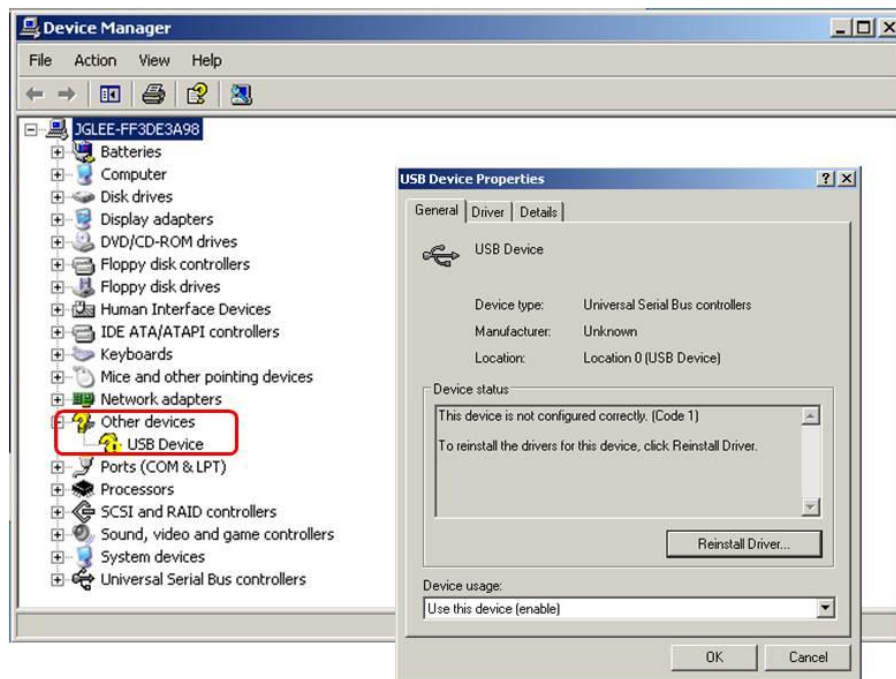 Device Manager
File Action View Help
JGLEE-FF3DE3A98
Batteries
Computer
Disk drives
Display adapters
DVD/CD-ROM drives
Floppy disk controllers
Floppy disk drives
Human Interface Devices
IDE ATA/ATAPI controllers
Keyboards
Mice and other pointing devices
Network adapters
Other devices
USB Device
Ports (COM & LPT)
Processors
SCSI and RAID controllers
Sound, video and game controllers
System devices
Universal Serial Bus controllers
USB Device Properties
General Driver Details
USB Device
Device type: Universal Serial Bus controllers
Manufacturer: Unknown
Location: Location 0 (USB Device)
Device status
This device is not configured correctly. (Code 1)
To reinstall the drivers for this device, click Reinstall Driver.
Reinstall Driver...
Device usage:
Use this device (enable)
OK Cancel